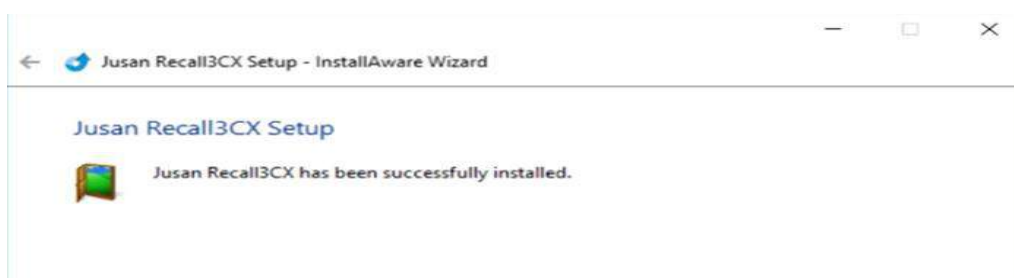 Jusan Recall3CX Setup - InstallAware Wizard
Jusan Recall3CX Setup
Jusan Recall3CX has been successfully installed.